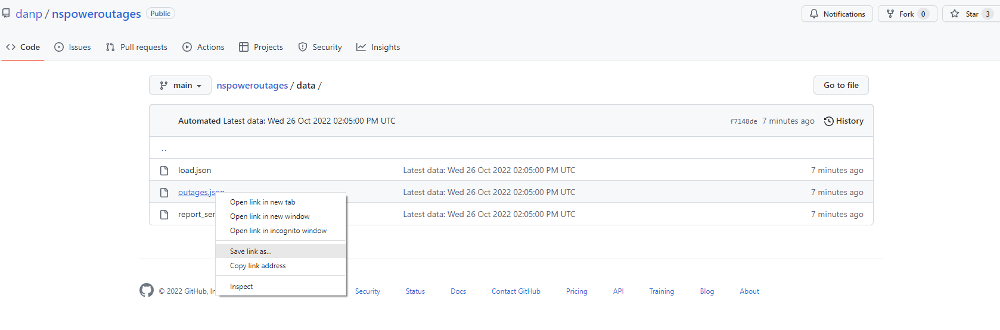 danp / nspoweroutages Public
Notifications Fork 0 Star 3
Code Issues Pull requests Actions Projects Security Insights
main nspoweroutages / data / Go to file
Automated Latest data: Wed 26 Oct 2022 02:05:00 PM UTC f7148de 7 minutes ago History
..
load.json Latest data: Wed 26 Oct 2022 02:05:00 PM UTC 7 minutes ago
outages.json Latest data: Wed 26 Oct 2022 02:05:00 PM UTC 7 minutes ago
report_ser Latest data: Wed 26 Oct 2022 02:05:00 PM UTC 7 minutes ago
Open link in new tab
Open link in new window
Open link in incognito window
Save link as...
Copy link address
Inspect
© 2022 GitHub, In Security Status Docs Contact GitHub Pricing API Training Blog About